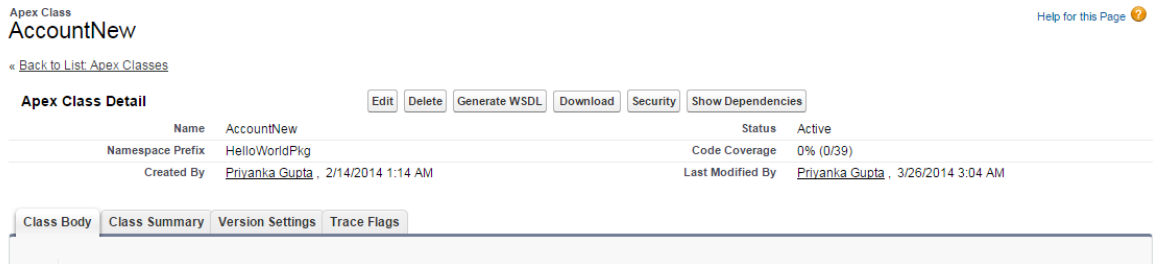 Apex Class
AccountNew
Help for this Page ?
« Back to List: Apex Classes
Apex Class Detail
Edit Delete Generate WSDL Download Security Show Dependencies
Name AccountNew Status Active
Namespace Prefix HelloWorldPkg Code Coverage 0% (0/39)
Created By Priyanka Gupta , 2/14/2014 1:14 AM Last Modified By Priyanka Gupta , 3/26/2014 3:04 AM
Class Body Class Summary Version Settings Trace Flags